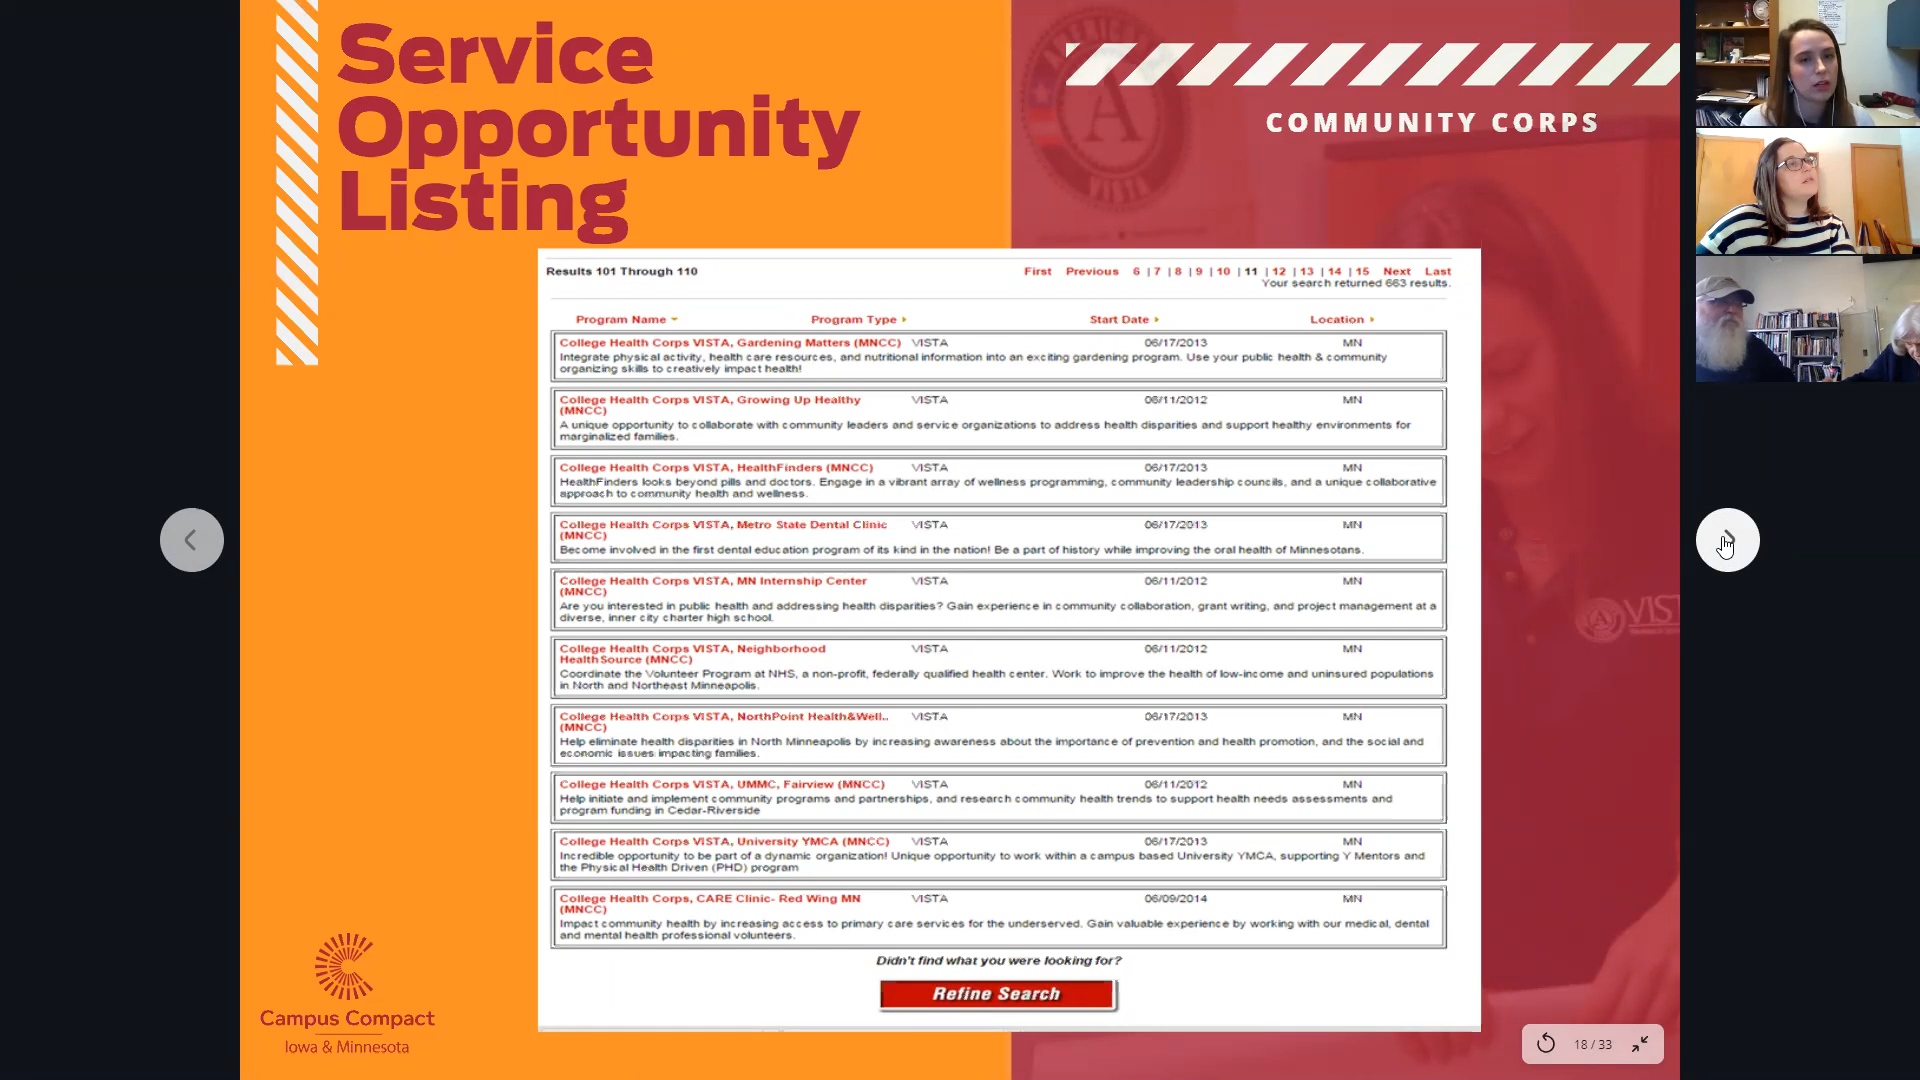 Service
Opportunity
Listing
COMMUNITY CORPS
Results 101 Through 110
First Previous 6 | 7 | 8 | 9 | 10 | 11 | 12 | 13 | 14 | 15 Next Last
Your search returned 663 results.
Program Name Program Type Start Date Location
College Health Corps VISTA, Gardening Matters (MNCC) VISTA 06/17/2013 MN
Integrate physical activity, health care resources, and nutritional information into an exciting gardening program. Use your public health & community
organizing skills to creatively impact health!
College Health Corps VISTA, Growing Up Healthy VISTA 06/11/2012 MN
(MNCC)
A unique opportunity to collaborate with community leaders and service organizations to address health disparities and support healthy environments for
marginalized families.
College Health Corps VISTA, HealthFinders (MNCC) VISTA 06/17/2013 MN
HealthFinders looks beyond pills and doctors. Engage in a vibrant array of wellness programming, community leadership councils, and a unique collaborative
approach to community health and wellness.
College Health Corps VISTA, Metro State Dental Clinic VISTA 06/17/2013 MN
(MNCC)
Become involved in the first dental education program of its kind in the nation! Be a part of history while improving the oral health of Minnesotans.
College Health Corps VISTA, MN Internship Center VISTA 06/11/2012 MN
(MNCC)
Are you interested in public health and addressing health disparities? Gain experience in community collaboration, grant writing, and project management at a
diverse, inner city charter high school.
College Health Corps VISTA, Neighborhood VISTA 06/11/2012 MN
HealthSource (MNCC)
Coordinate the Volunteer Program at NHS, a non-profit, federally qualified health center. Work to improve the health of low-income and uninsured populations
in North and Northeast Minneapolis.
College Health Corps VISTA, NorthPoint Health&Well.. VISTA 06/17/2013 MN
(MNCC)
Help eliminate health disparities in North Minneapolis by increasing awareness about the importance of prevention and health promotion, and the social and
economic issues impacting families.
College Health Corps VISTA, UMMC, Fairview (MNCC) VISTA 06/11/2012 MN
Help initiate and implement community programs and partnerships, and research community health trends to support health needs assessments and
program funding in Cedar-Riverside
College Health Corps VISTA, University YMCA (MNCC) VISTA 06/17/2013 MN
Incredible opportunity to be part of a dynamic organization! Unique opportunity to work within a campus based University YMCA, supporting Y Mentors and
the Physical Health Driven (PHD) program
College Health Corps, CARE Clinic- Red Wing MN VISTA 06/09/2014 MN
(MNCC)
Impact community health by increasing access to primary care services for the underserved. Gain valuable experience by working with our medical, dental
and mental health professional volunteers.
Didn't find what you were looking for?
Refine Search
Campus Compact
Iowa & Minnesota
18 / 33